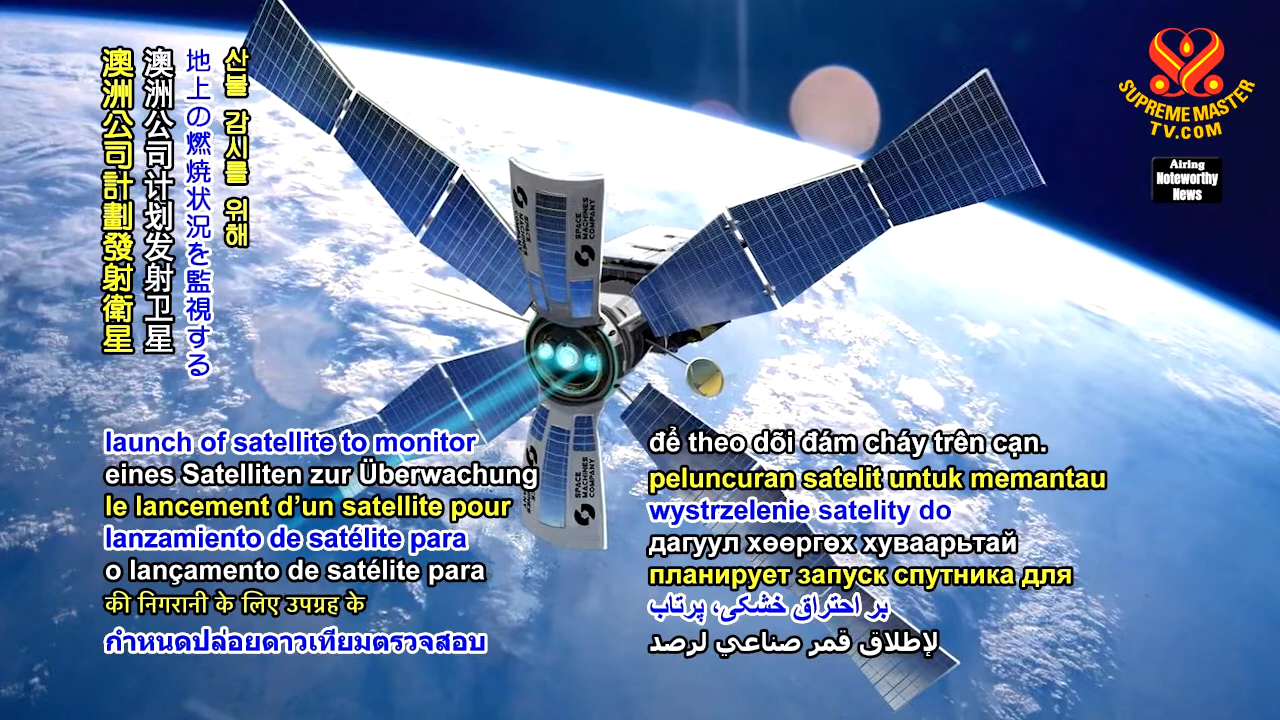 산불 감시를 위해
地上の燃焼状況を監視する
澳洲公司计划发射卫星
澳洲公司計劃發射衛星
SUPREME MASTER
TV.COM
Airing
Noteworthy
News
SPACE
MACHINES
COMPANY
SPACE
MACHINES
COMPANY
SPACE
MACHINES
COMPANY
launch of satellite to monitor
eines Satelliten zur Überwachung
le lancement d’un satellite pour
lanzamiento de satélite para
o lançamento de satélite para
की निगरानी के लिए उपग्रह के
กำหนดปล่อยดาวเทียมตรวจสอบ
để theo dõi đám cháy trên cạn.
peluncuran satelit untuk memantau
wystrzelenie satelity do
дагуул хөөргөх хуваарьтай
планирует запуск спутника для
بر احتراق خشکی، پرتاب
لإطلاق قمر صناعي لرصد